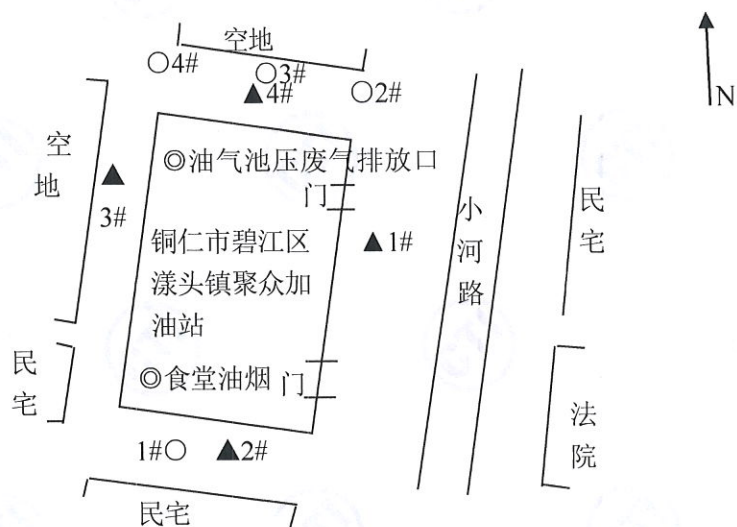 空地
○4#
○3#
▲4#
○2#
N
空
地
▲
3#
◎油气池压废气排放口
门
▲1#
小
河
路
民
宅
铜仁市碧江区
漾头镇聚众加
油站
民
宅
◎食堂油烟
门
法
院
1#○
▲2#
民宅